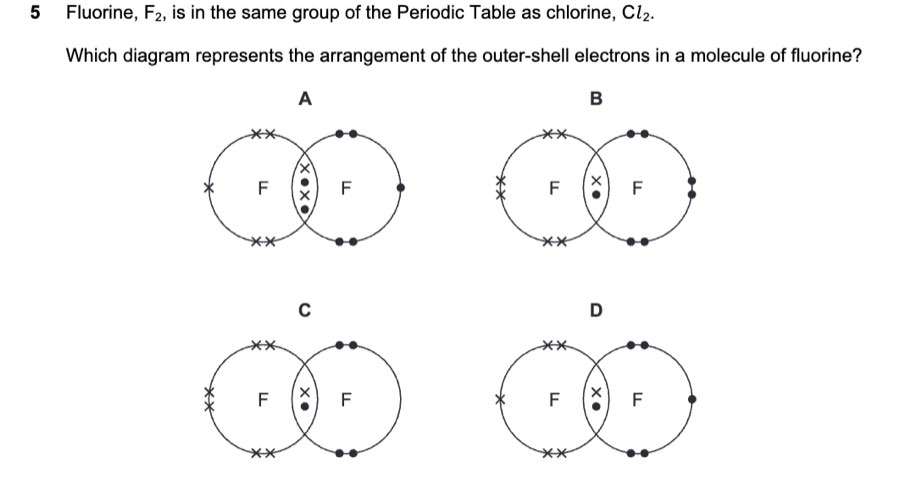 5 Fluorine, F₂, is in the same group of the Periodic Table as chlorine, Cl₂.
Which diagram represents the arrangement of the outer-shell electrons in a molecule of fluorine?
A B
F F F F
C D
F F F F